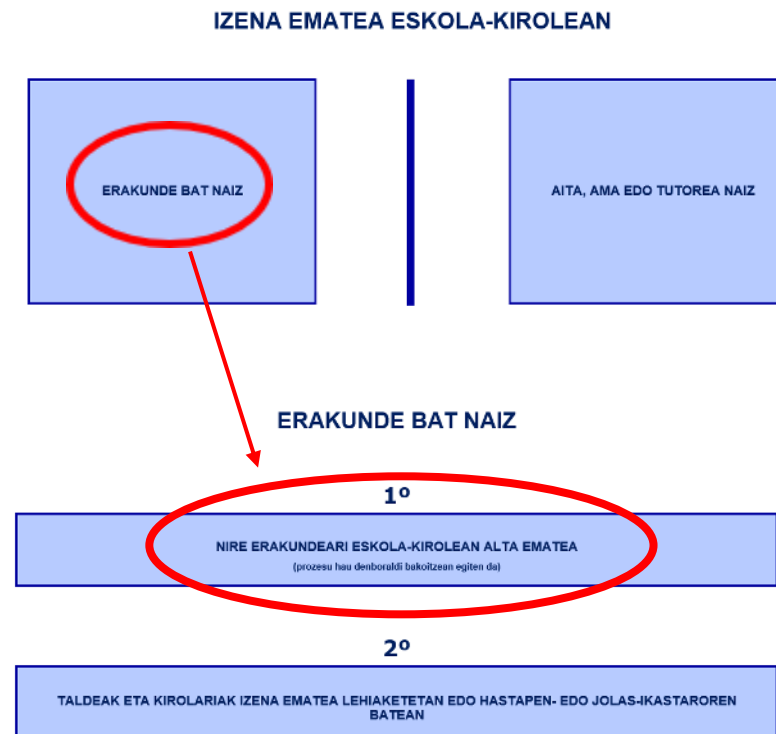 IZENA EMATEA ESKOLA-KIROLEAN
ERAKUNDE BAT NAIZ
AITA, AMA EDO TUTOREA NAIZ
ERAKUNDE BAT NAIZ
1º
NIRE ERAKUNDEARI ESKOLA-KIROLEAN ALTA EMATEA
(prozesu hau denboraldi bakoitzean egiten da)
2º
TALDEAK ETA KIROLARIAK IZENA EMATEA LEHIAKETETAN EDO HASTAPEN- EDO JOLAS-IKASTAROREN
BATEAN